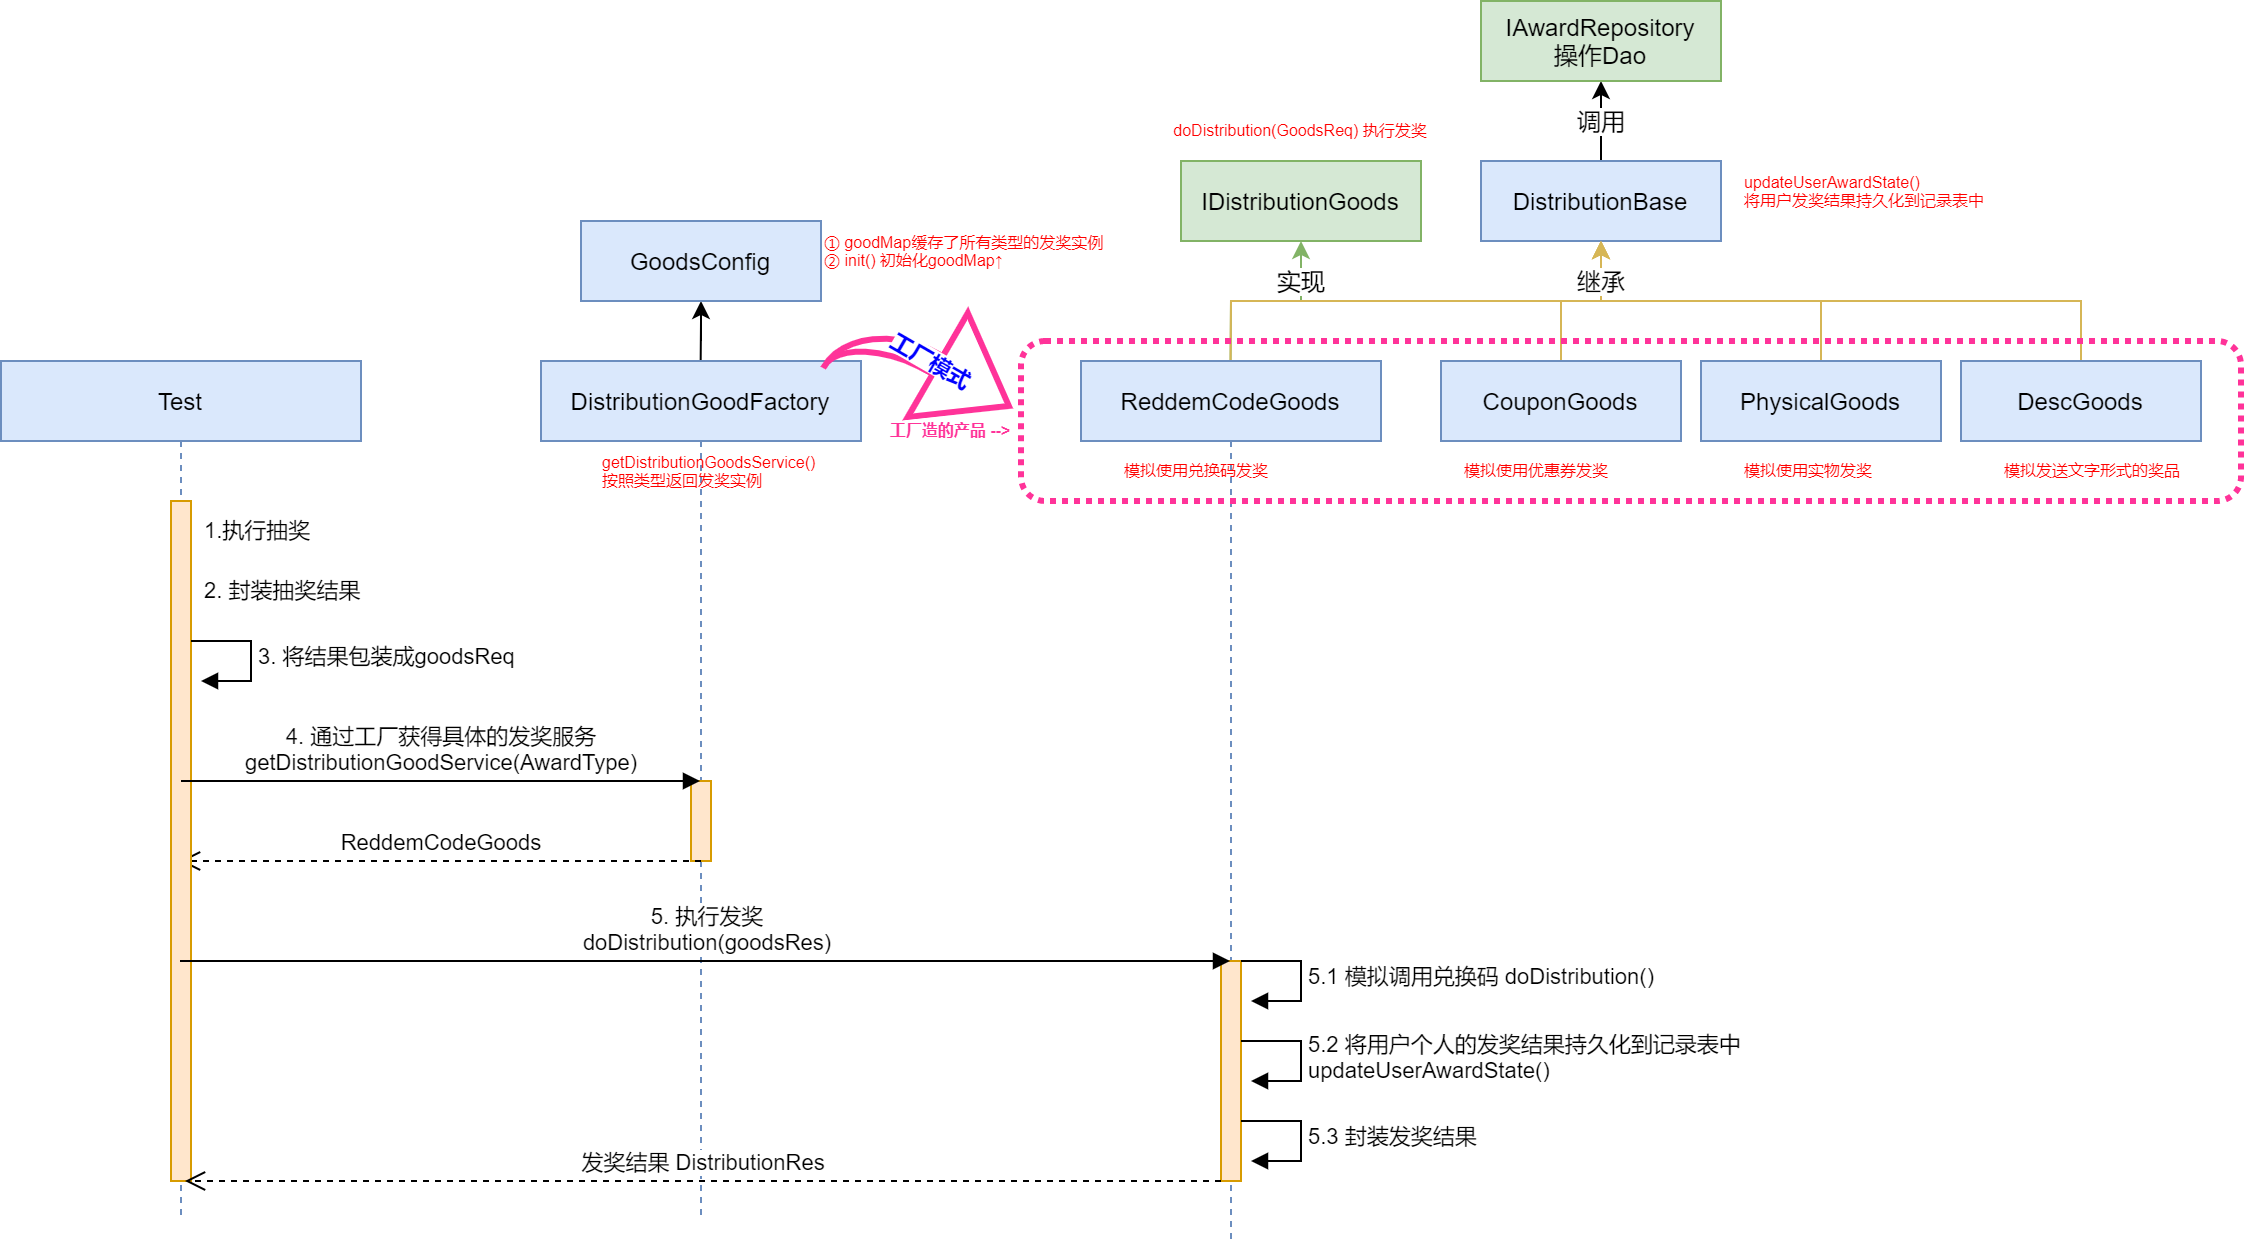 IAwardRepository
操作Dao
调用
doDistribution(GoodsReq) 执行发奖
IDistributionGoods
DistributionBase
updateUserAwardState()
将用户发奖结果持久化到记录表中
GoodsConfig
① goodMap缓存了所有类型的发奖实例
② init() 初始化goodMap↑
实现
继承
工厂模式
Test
DistributionGoodFactory
工厂造的产品 -->
ReddemCodeGoods
CouponGoods
PhysicalGoods
DescGoods
getDistributionGoodsService()
按照类型返回发奖实例
模拟使用兑换码发奖
模拟使用优惠券发奖
模拟使用实物发奖
模拟发送文字形式的奖品
1.执行抽奖
2. 封装抽奖结果
3. 将结果包装成goodsReq
4. 通过工厂获得具体的发奖服务
getDistributionGoodService(AwardType)
ReddemCodeGoods
5. 执行发奖
doDistribution(goodsRes)
5.1 模拟调用兑换码 doDistribution()
5.2 将用户个人的发奖结果持久化到记录表中
updateUserAwardState()
5.3 封装发奖结果
发奖结果 DistributionRes